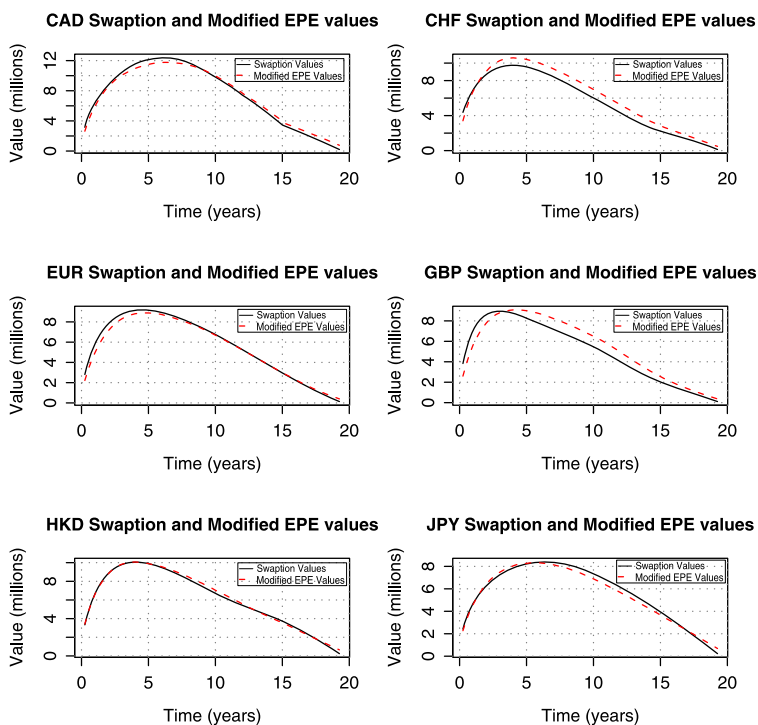 CAD Swaption and Modified EPE values
Value (millions)
0 4 8 12
Swaption Values
Modified EPE Values
0 5 10 15 20
Time (years)
CHF Swaption and Modified EPE values
Value (millions)
0 4 8
Swaption Values
Modified EPE Values
0 5 10 15 20
Time (years)
EUR Swaption and Modified EPE values
Value (millions)
0 2 4 6 8
Swaption Values
Modified EPE Values
0 5 10 15 20
Time (years)
GBP Swaption and Modified EPE values
Value (millions)
0 2 4 6 8
Swaption Values
Modified EPE Values
0 5 10 15 20
Time (years)
HKD Swaption and Modified EPE values
Value (millions)
0 4 8
Swaption Values
Modified EPE Values
0 5 10 15 20
Time (years)
JPY Swaption and Modified EPE values
Value (millions)
0 2 4 6 8
Swaption Values
Modified EPE Values
0 5 10 15 20
Time (years)